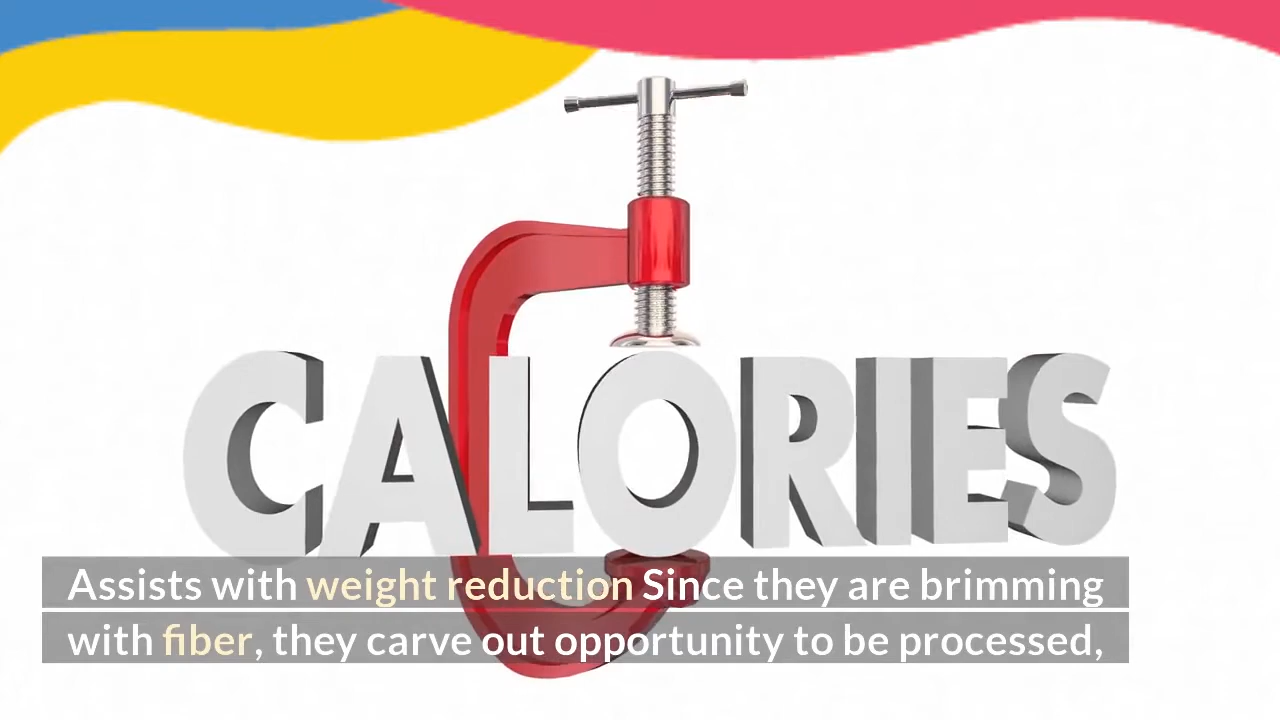 CALORIES
Assists with weight reduction Since they are brimming
with fiber, they carve out opportunity to be processed,